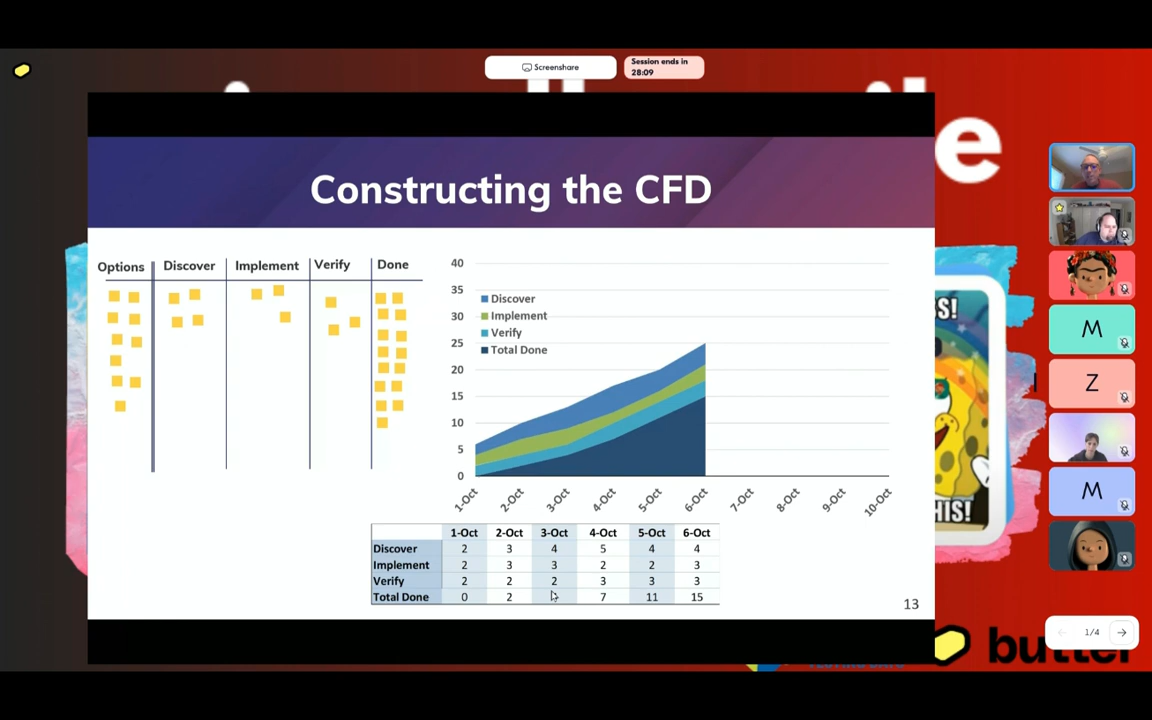 Screenshare
Session ends in
28:09
e
Constructing the CFD
Options Discover Implement Verify Done
40
35
30
25
20
15
10
5
0
Discover
Implement
Verify
Total Done
1-Oct 2-Oct 3-Oct 4-Oct 5-Oct 6-Oct 7-Oct 8-Oct 9-Oct 10-Oct
1-Oct 2-Oct 3-Oct 4-Oct 5-Oct 6-Oct
Discover 2 3 4 5 4 4
Implement 2 3 3 2 2 3
Verify 2 2 2 3 3 3
Total Done 0 2 7 11 15
13
S!
HIS!
M
Z
M
1/4